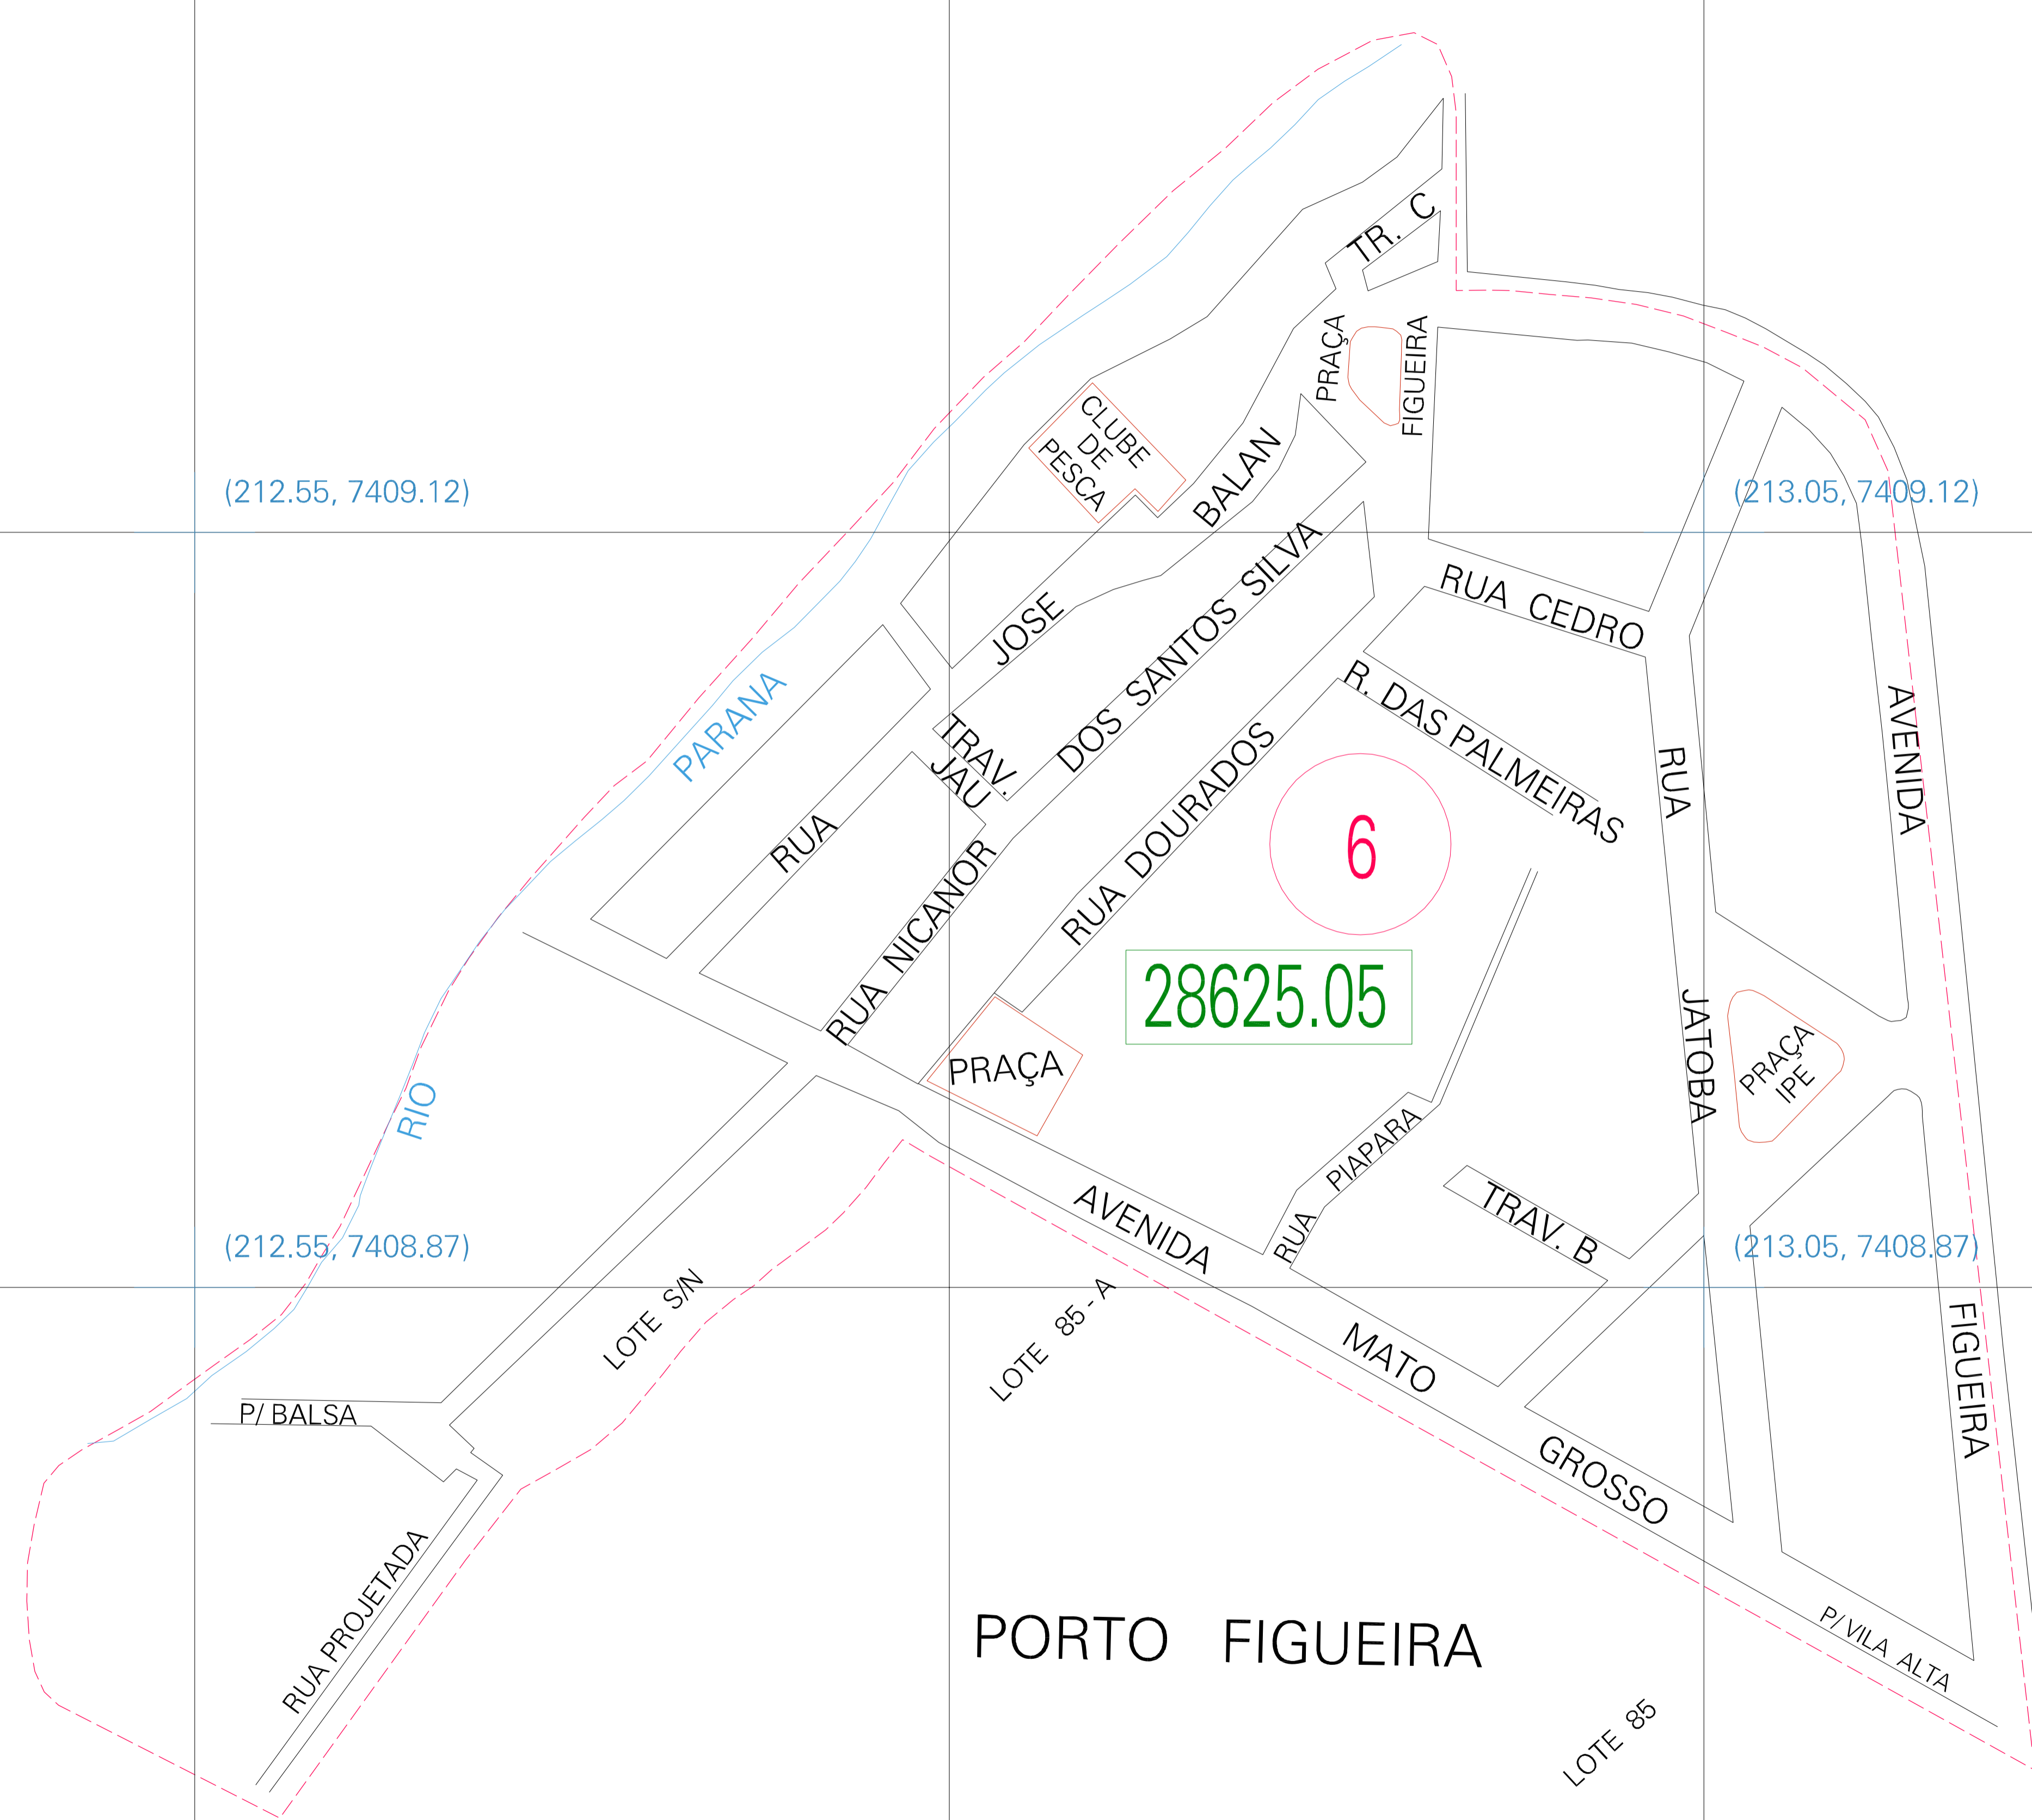 TR. C
PRAÇA
FIGUEIRA
CLUBE
DE
PESCA
(212.55, 7409.12)
(213.05, 7409.12)
RUA JOSE BALAN
RUA CEDRO
TRAV.
JAU
RUA NICANOR DOS SANTOS SILVA
R. DAS PALMEIRAS
RIO PARANA
RUA DOURADOS
6
28625.05
RUA JATOBA
AVENIDA FIGUEIRA
PRAÇA
PRAÇA
IPE
RUA PIAPARA
TRAV. B
(212.55, 7408.87)
(213.05, 7408.87)
AVENIDA MATO GROSSO
LOTE S/N
LOTE 85 - A
P/ BALSA
RUA PROJETADA
PORTO FIGUEIRA
P/ VILA ALTA
LOTE 85